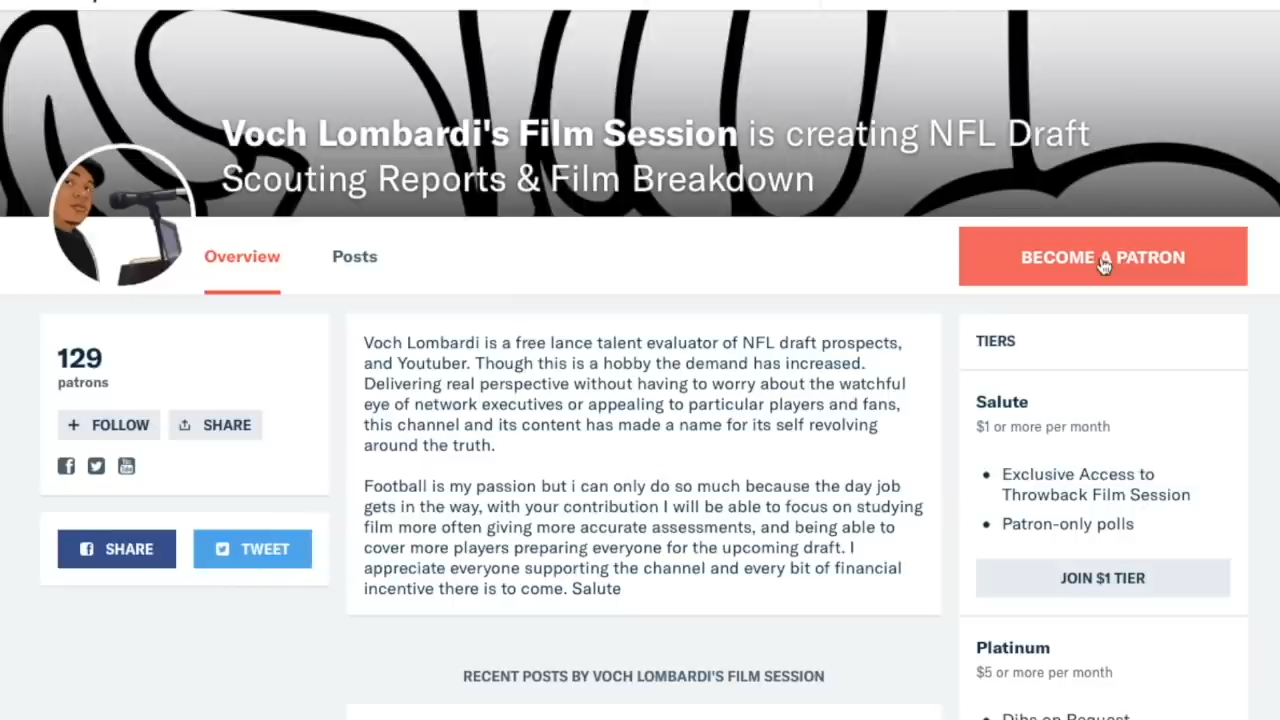 Voch Lombardi's Film Session is creating NFL Draft
Scouting Reports & Film Breakdown
Overview
Posts
BECOME A PATRON
129
patrons
+ FOLLOW
SHARE
SHARE
TWEET
Voch Lombardi is a free lance talent evaluator of NFL draft prospects,
and Youtuber. Though this is a hobby the demand has increased.
Delivering real perspective without having to worry about the watchful
eye of network executives or appealing to particular players and fans,
this channel and its content has made a name for its self revolving
around the truth.
Football is my passion but i can only do so much because the day job
gets in the way, with your contribution I will be able to focus on studying
film more often giving more accurate assessments, and being able to
cover more players preparing everyone for the upcoming draft. I
appreciate everyone supporting the channel and every bit of financial
incentive there is to come. Salute
RECENT POSTS BY VOCH LOMBARDI'S FILM SESSION
TIERS
Salute
$1 or more per month
• Exclusive Access to
Throwback Film Session
• Patron-only polls
JOIN $1 TIER
Platinum
$5 or more per month
• Dibs on Request